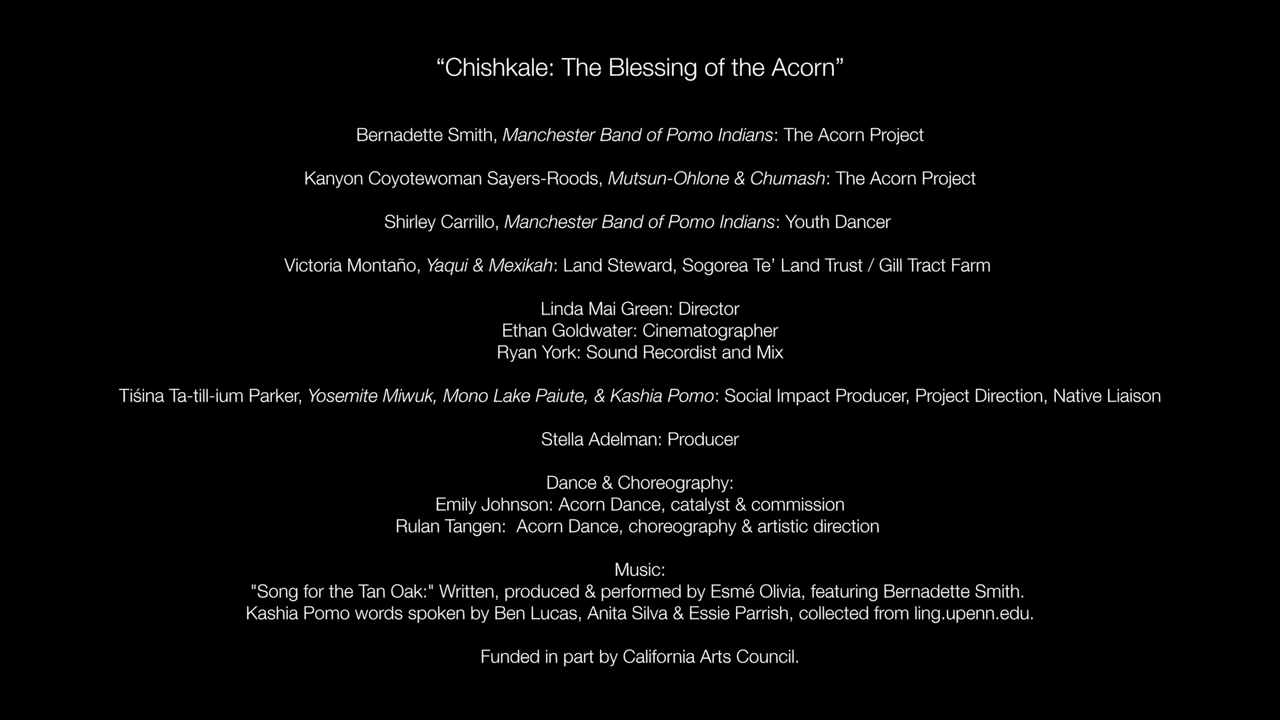 “Chishkale: The Blessing of the Acorn”
Bernadette Smith, Manchester Band of Pomo Indians: The Acorn Project
Kanyon Coyotewoman Sayers-Roods, Mutsun-Ohlone & Chumash: The Acorn Project
Shirley Carrillo, Manchester Band of Pomo Indians: Youth Dancer
Victoria Montaño, Yaqui & Mexikah: Land Steward, Sogorea Te’ Land Trust / Gill Tract Farm
Linda Mai Green: Director
Ethan Goldwater: Cinematographer
Ryan York: Sound Recordist and Mix
Tiśina Ta-till-ium Parker, Yosemite Miwuk, Mono Lake Paiute, & Kashia Pomo: Social Impact Producer, Project Direction, Native Liaison
Stella Adelman: Producer
Dance & Choreography:
Emily Johnson: Acorn Dance, catalyst & commission
Rulan Tangen:  Acorn Dance, choreography & artistic direction
Music:
"Song for the Tan Oak:" Written, produced & performed by Esmé Olivia, featuring Bernadette Smith.
Kashia Pomo words spoken by Ben Lucas, Anita Silva & Essie Parrish, collected from ling.upenn.edu.
Funded in part by California Arts Council.